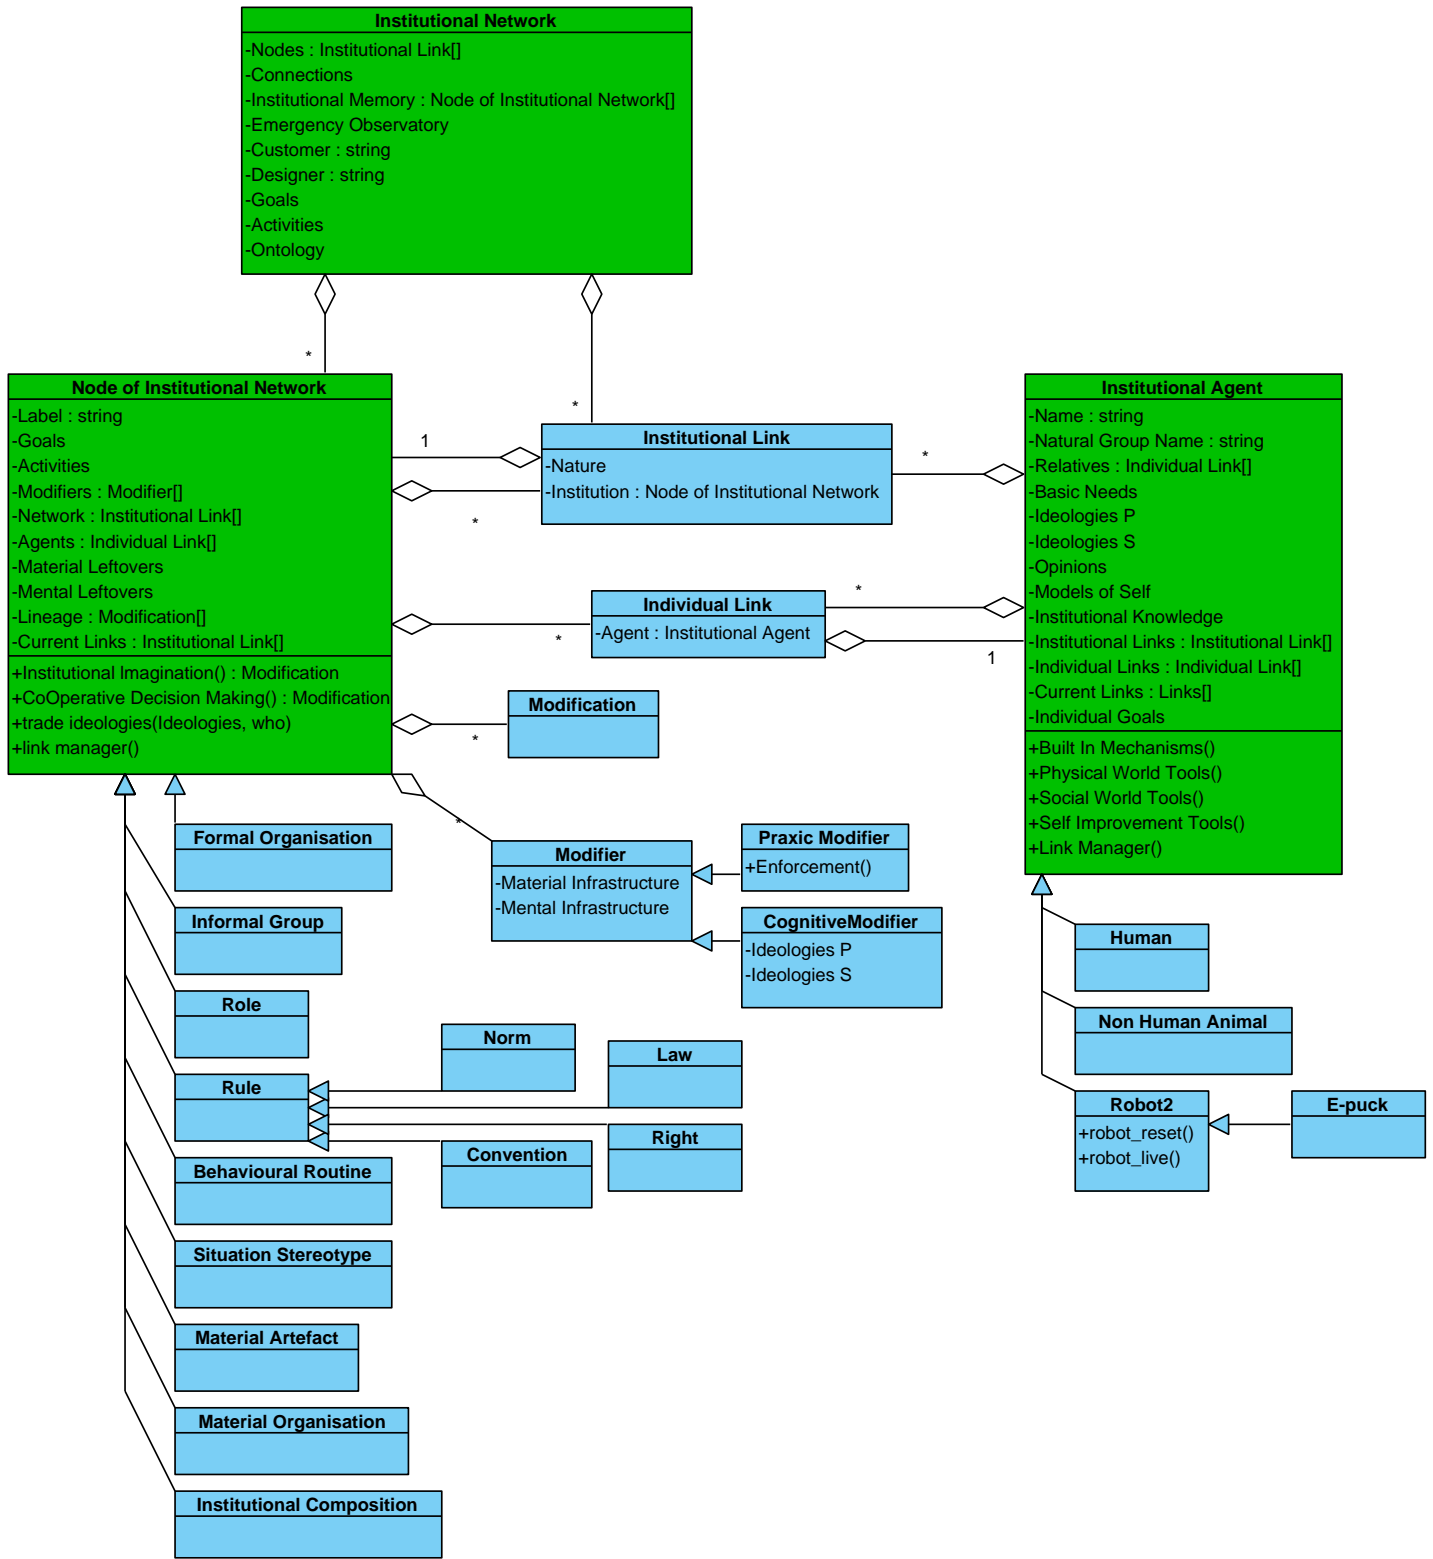 Institutional Network
-Nodes : Institutional Link[]
-Connections
-Institutional Memory : Node of Institutional Network[]
-Emergency Observatory
-Customer : string
-Designer : string
-Goals
-Activities
-Ontology
*
*
Node of Institutional Network
-Label : string
-Goals
-Activities
-Modifiers : Modifier[]
-Network : Institutional Link[]
-Agents : Individual Link[]
-Material Leftovers
-Mental Leftovers
-Lineage : Modification[]
-Current Links : Institutional Link[]
+Institutional Imagination() : Modification
+CoOperative Decision Making() : Modification
+trade ideologies(Ideologies, who)
+link manager()
1
*
Institutional Link
-Nature
-Institution : Node of Institutional Network
*
Institutional Agent
-Name : string
-Natural Group Name : string
-Relatives : Individual Link[]
-Basic Needs
-Ideologies P
-Ideologies S
-Opinions
-Models of Self
-Institutional Knowledge
-Institutional Links : Institutional Link[]
-Individual Links : Individual Link[]
-Current Links : Links[]
-Individual Goals
+Built In Mechanisms()
+Physical World Tools()
+Social World Tools()
+Self Improvement Tools()
+Link Manager()
*
Individual Link
-Agent : Institutional Agent
*
1
Modification
*
*
Modifier
-Material Infrastructure
-Mental Infrastructure
Praxic Modifier
+Enforcement()
CognitiveModifier
-Ideologies P
-Ideologies S
Formal Organisation
Informal Group
Role
Rule
Norm
Law
Right
Convention
Behavioural Routine
Situation Stereotype
Material Artefact
Material Organisation
Institutional Composition
Human
Non Human Animal
Robot2
+robot_reset()
+robot_live()
E-puck